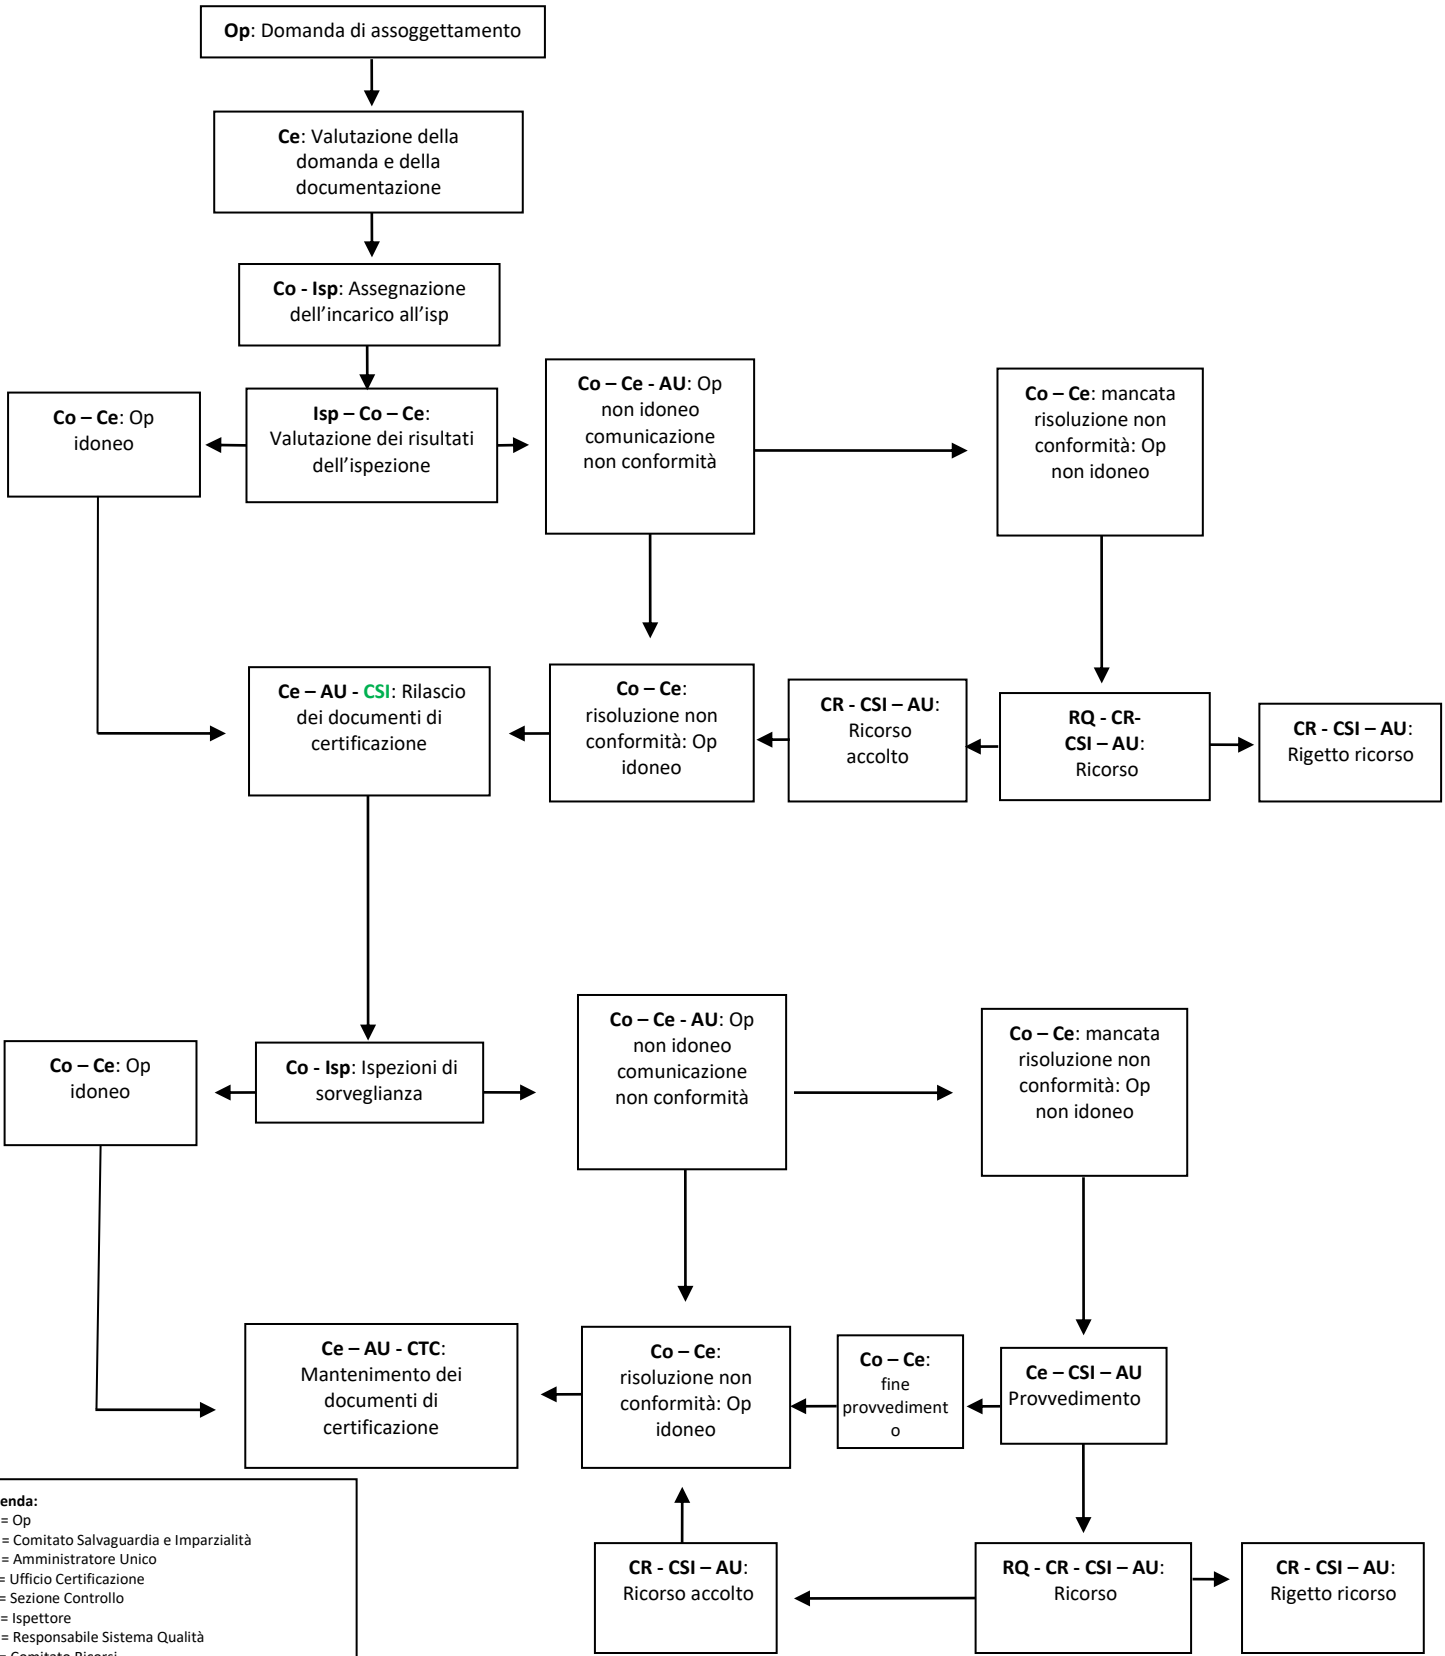 Op: Domanda di assoggettamento
Ce: Valutazione della
domanda e della
documentazione
Co - Isp: Assegnazione
dell'incarico all'isp
Co – Ce: Op
idoneo
Isp – Co – Ce:
Valutazione dei risultati
dell'ispezione
Co – Ce - AU: Op
non idoneo
comunicazione
non conformità
Co – Ce: mancata
risoluzione non
conformità: Op
non idoneo
Ce – AU - CSI: Rilascio
dei documenti di
certificazione
Co – Ce:
risoluzione non
conformità: Op
idoneo
CR - CSI – AU:
Ricorso
accolto
RQ - CR-
CSI – AU:
Ricorso
CR - CSI – AU:
Rigetto ricorso
Co – Ce: Op
idoneo
Co - Isp: Ispezioni di
sorveglianza
Co – Ce - AU: Op
non idoneo
comunicazione
non conformità
Co – Ce: mancata
risoluzione non
conformità: Op
non idoneo
Ce – AU - CTC:
Mantenimento dei
documenti di
certificazione
Co – Ce:
risoluzione non
conformità: Op
idoneo
Co – Ce:
fine
provvediment
o
Ce – CSI – AU
Provvedimento
CR - CSI – AU:
Ricorso accolto
RQ - CR - CSI – AU:
Ricorso
CR - CSI – AU:
Rigetto ricorso
enda:
= Op
= Comitato Salvaguardia e Imparzialità
= Amministratore Unico
= Ufficio Certificazione
= Sezione Controllo
= Ispettore
= Responsabile Sistema Qualità
= Comitato Ricorsi